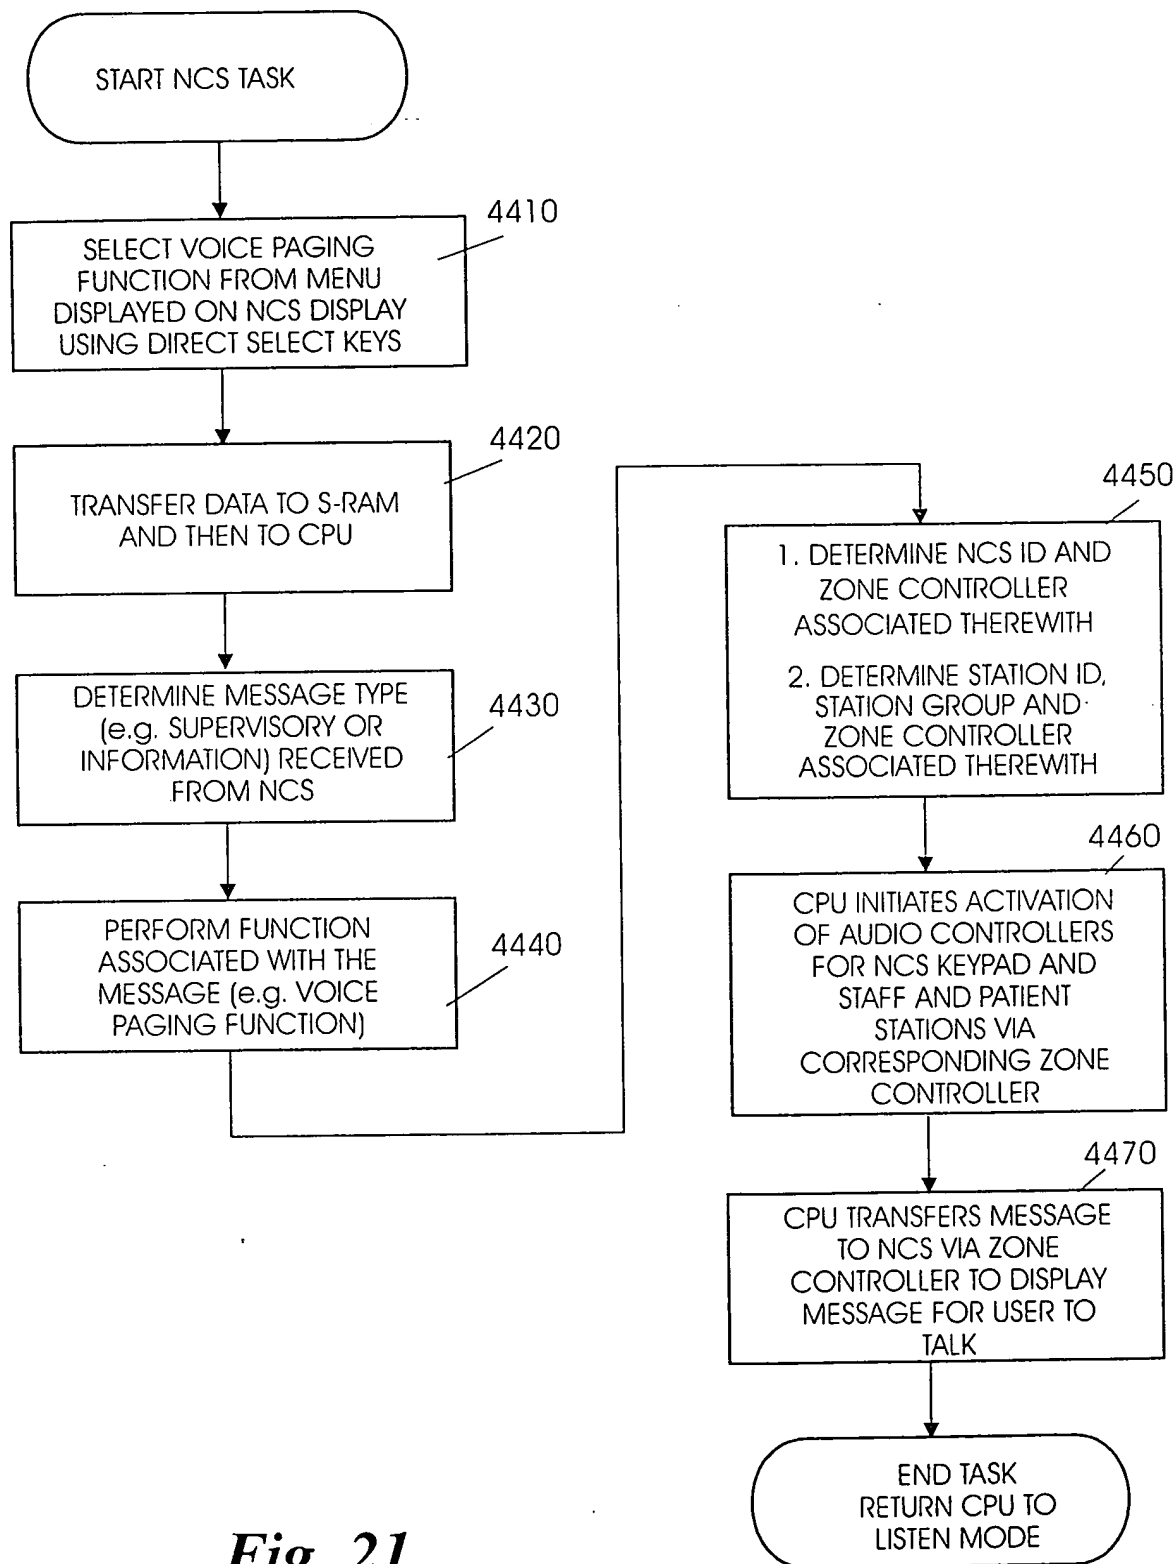 START NCS TASK
4410
SELECT VOICE PAGING
FUNCTION FROM MENU
DISPLAYED ON NCS DISPLAY
USING DIRECT SELECT KEYS
4420
TRANSFER DATA TO S-RAM
AND THEN TO CPU
4430
DETERMINE MESSAGE TYPE
(e.g. SUPERVISORY OR
INFORMATION) RECEIVED
FROM NCS
4440
PERFORM FUNCTION
ASSOCIATED WITH THE
MESSAGE (e.g. VOICE
PAGING FUNCTION)
4450
1. DETERMINE NCS ID AND
ZONE CONTROLLER
ASSOCIATED THEREWITH
2. DETERMINE STATION ID,
STATION GROUP AND
ZONE CONTROLLER
ASSOCIATED THEREWITH
4460
CPU INITIATES ACTIVATION
OF AUDIO CONTROLLERS
FOR NCS KEYPAD AND
STAFF AND PATIENT
STATIONS VIA
CORRESPONDING ZONE
CONTROLLER
4470
CPU TRANSFERS MESSAGE
TO NCS VIA ZONE
CONTROLLER TO DISPLAY
MESSAGE FOR USER TO
TALK
END TASK
RETURN CPU TO
LISTEN MODE
Fig. 21